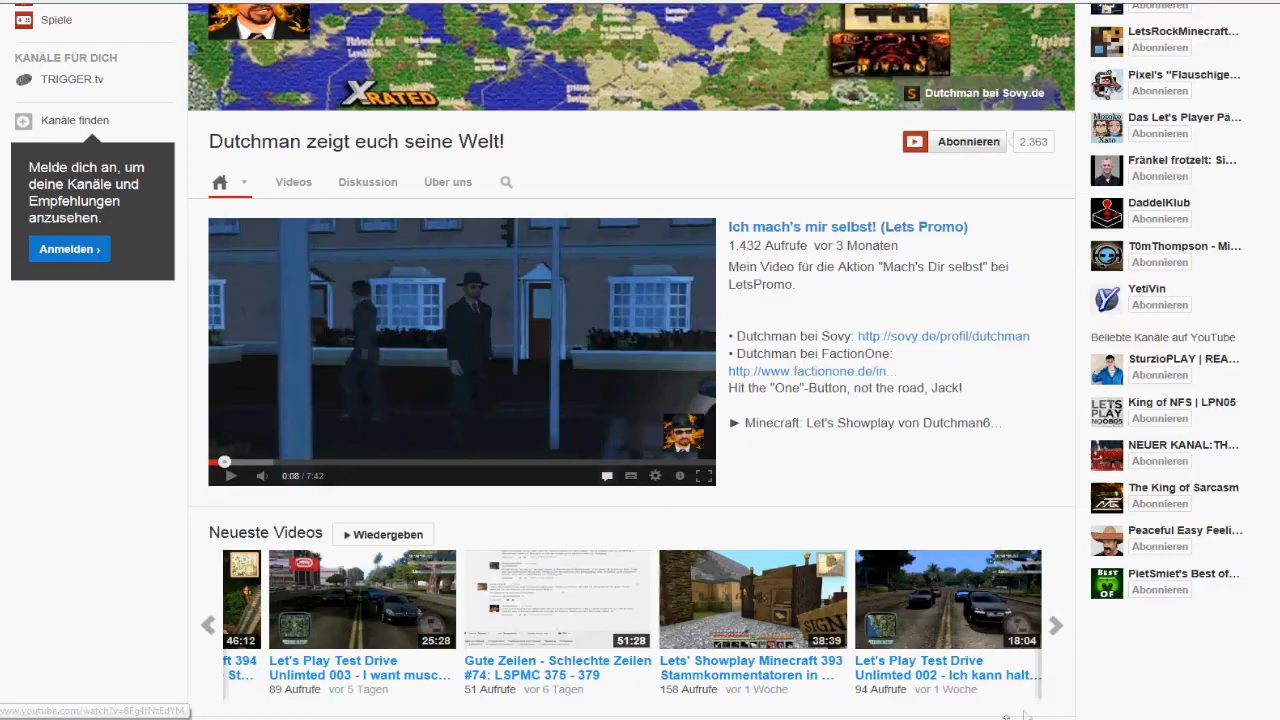 Spiele
KANÄLE FÜR DICH
TRIGGER.tv
Kanäle finden
Melde dich an, um
deine Kanäle und
Empfehlungen
anzusehen.
Anmelden ›
XRATED
Dutchman bei Sovy.de
Dutchman zeigt euch seine Welt!
Abonnieren
2.363
Videos
Diskussion
Über uns
0:08 / 7:42
Ich mach's mir selbst! (Lets Promo)
1.432 Aufrufe vor 3 Monaten
Mein Video für die Aktion "Mach's Dir selbst" bei
LetsPromo.
• Dutchman bei Sovy: http://sovy.de/profil/dutchman
• Dutchman bei FactionOne:
http://www.factionone.de/in...
Hit the "One"-Button, not the road, Jack!
► Minecraft: Let's Showplay von Dutchman6...
Neueste Videos
Wiedergeben
46:12
ft 394
St...
25:28
Let's Play Test Drive
Unlimted 003 - I want musc...
89 Aufrufe vor 5 Tagen
51:28
Gute Zeilen - Schlechte Zeilen
#74: LSPMC 375 - 379
51 Aufrufe vor 6 Tagen
SIGN
38:39
Lets' Showplay Minecraft 393
Stammkommentatoren in ...
158 Aufrufe vor 1 Woche
18:04
Let's Play Test Drive
Unlimted 002 - Ich kann halt...
94 Aufrufe vor 1 Woche
Abonnieren
LetsRockMinecraft...
Abonnieren
Pixel's "Flauschige...
Abonnieren
Das Let's Player Pä...
Abonnieren
Fränkel frotzelt: Si...
Abonnieren
DaddelKlub
Abonnieren
T0mThompson - Mi...
Abonnieren
YetiVin
Abonnieren
Beliebte Kanäle auf YouTube
SturzioPLAY | REA...
Abonnieren
LETS
PLAY
NOOB05
King of NFS | LPN05
Abonnieren
NEUER KANAL: TH...
Abonnieren
The King of Sarcasm
Abonnieren
Peaceful Easy Feeli...
Abonnieren
BEST
OF
PietSmiet's Best of...
Abonnieren